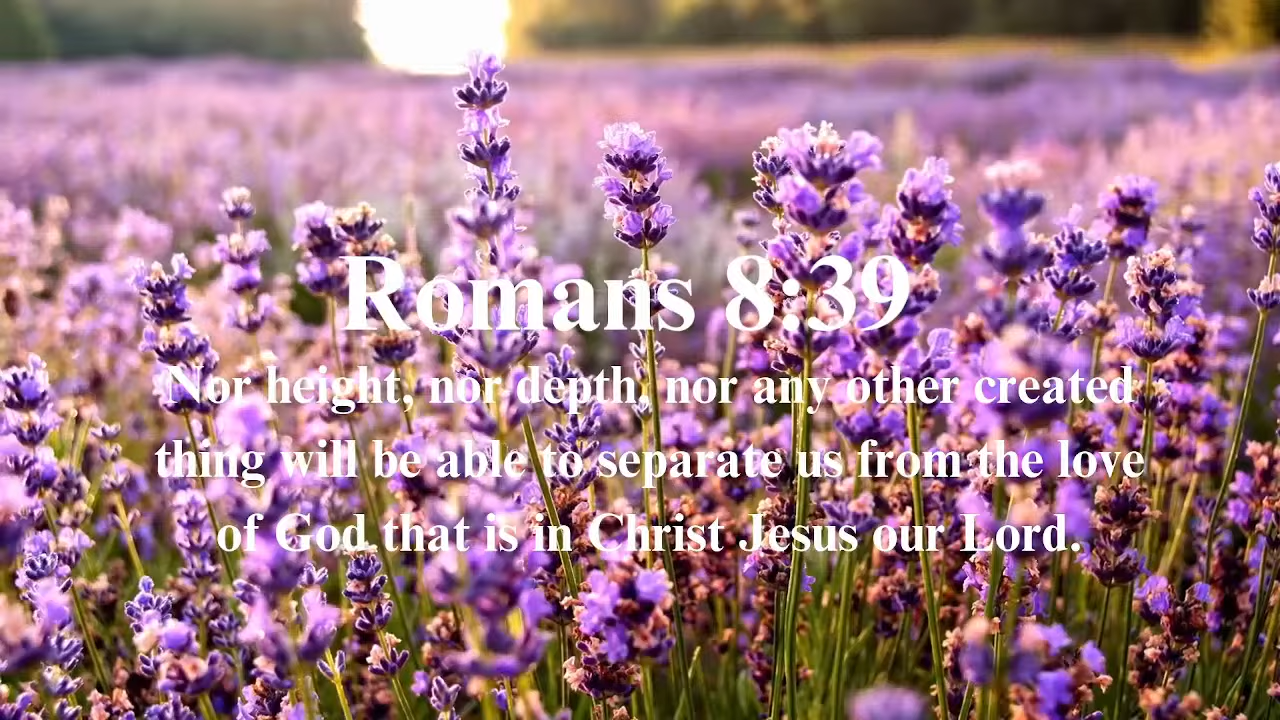 Romans 8:39
Nor height, nor depth, nor any other created
thing will be able to separate us from the love
of God that is in Christ Jesus our Lord.